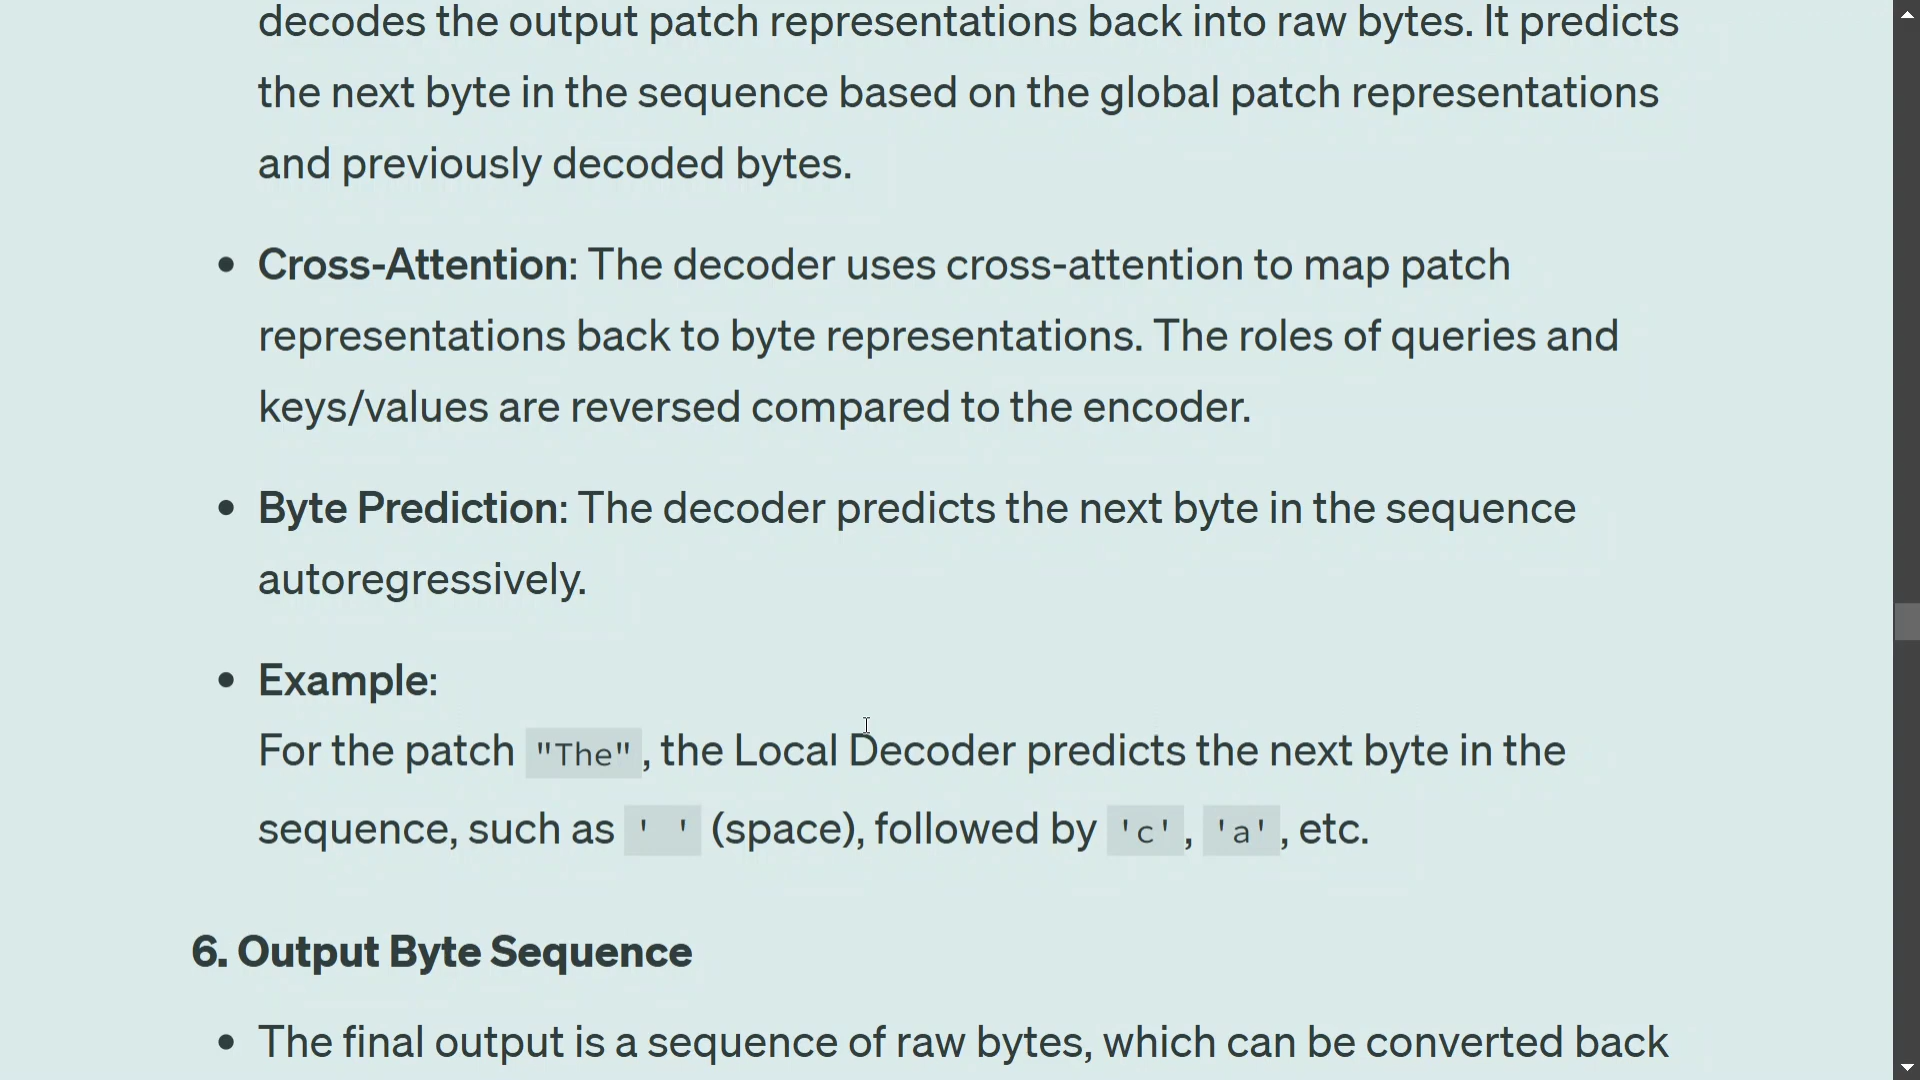 decodes the output patch representations back into raw bytes. It predicts
the next byte in the sequence based on the global patch representations
and previously decoded bytes.
• Cross-Attention: The decoder uses cross-attention to map patch
representations back to byte representations. The roles of queries and
keys/values are reversed compared to the encoder.
• Byte Prediction: The decoder predicts the next byte in the sequence
autoregressively.
• Example:
For the patch "The", the Local Decoder predicts the next byte in the
sequence, such as ' ' (space), followed by 'c', 'a', etc.
6. Output Byte Sequence
• The final output is a sequence of raw bytes, which can be converted back